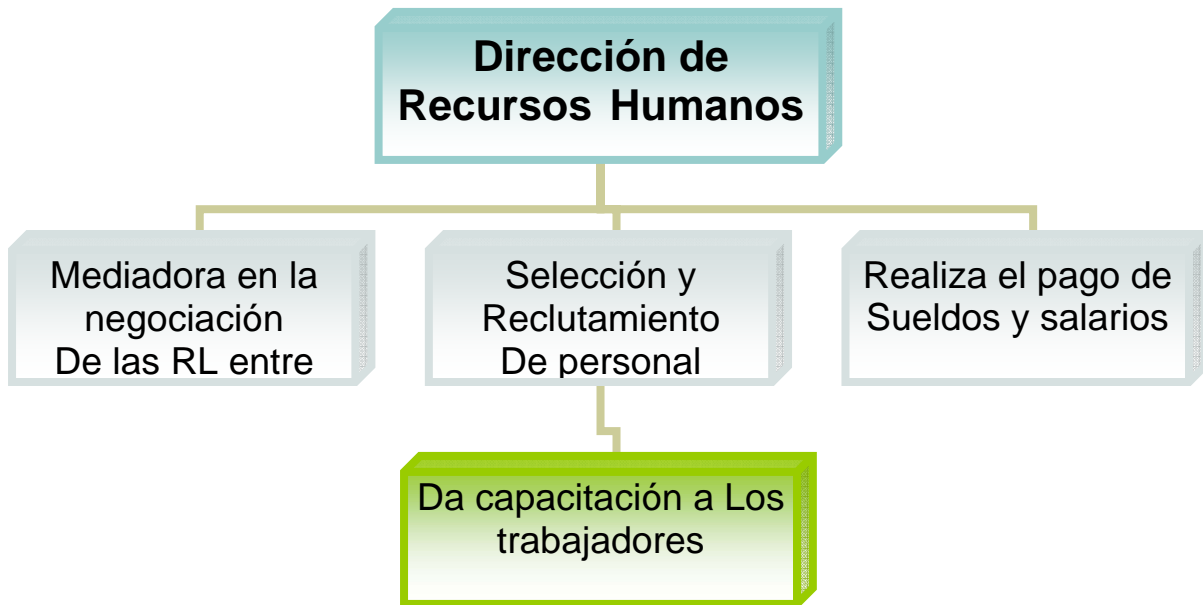 Dirección de
Recursos Humanos
Mediadora en la
negociación
De las RL entre
Selección y
Reclutamiento
De personal
Realiza el pago de
Sueldos y salarios
Da capacitación a Los
trabajadores